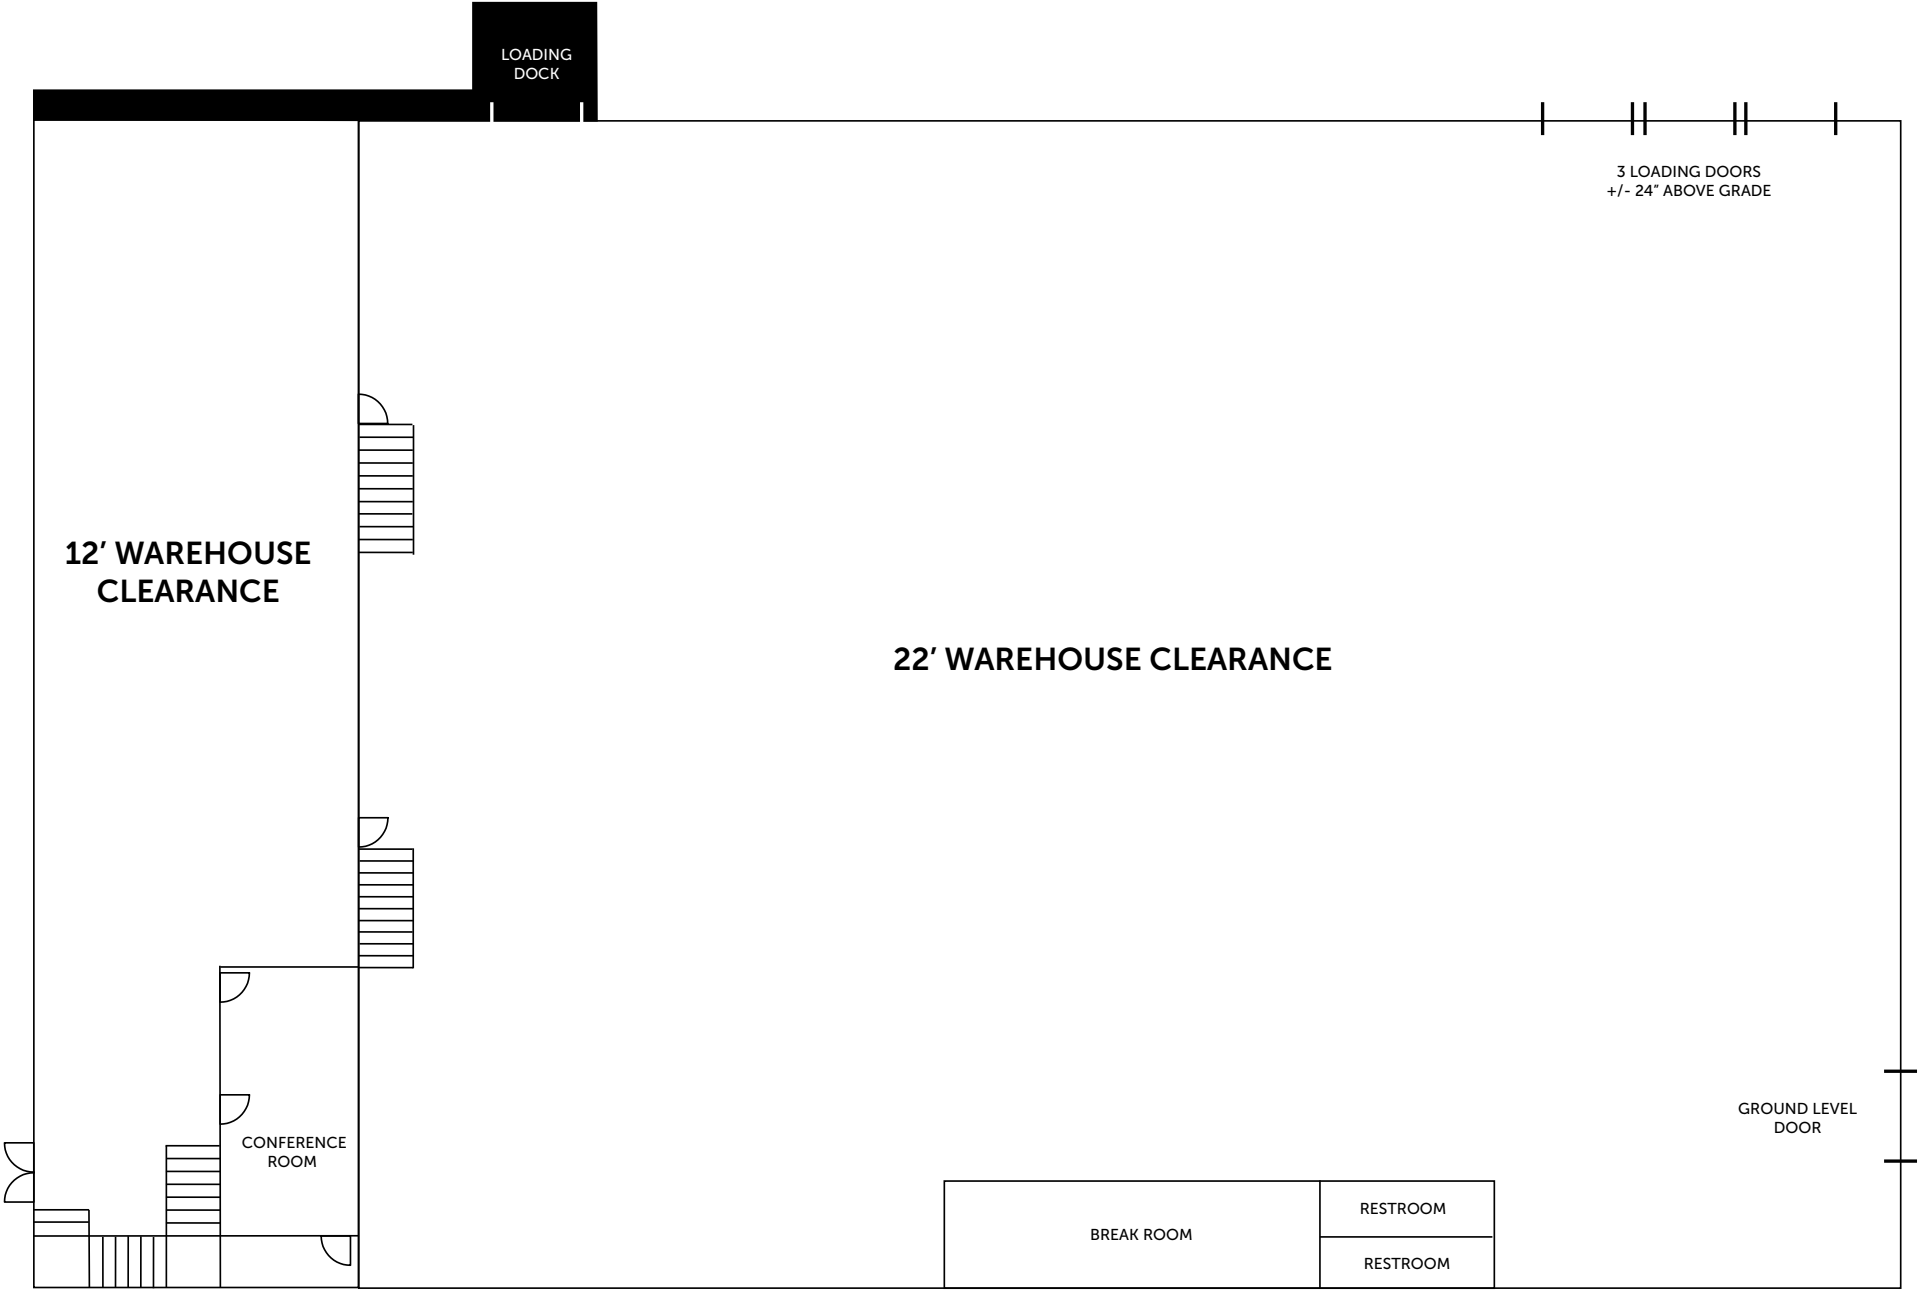 LOADING
DOCK
3 LOADING DOORS
+/- 24” ABOVE GRADE
12’ WAREHOUSE
CLEARANCE
22’ WAREHOUSE CLEARANCE
CONFERENCE
ROOM
GROUND LEVEL
DOOR
BREAK ROOM
RESTROOM
RESTROOM